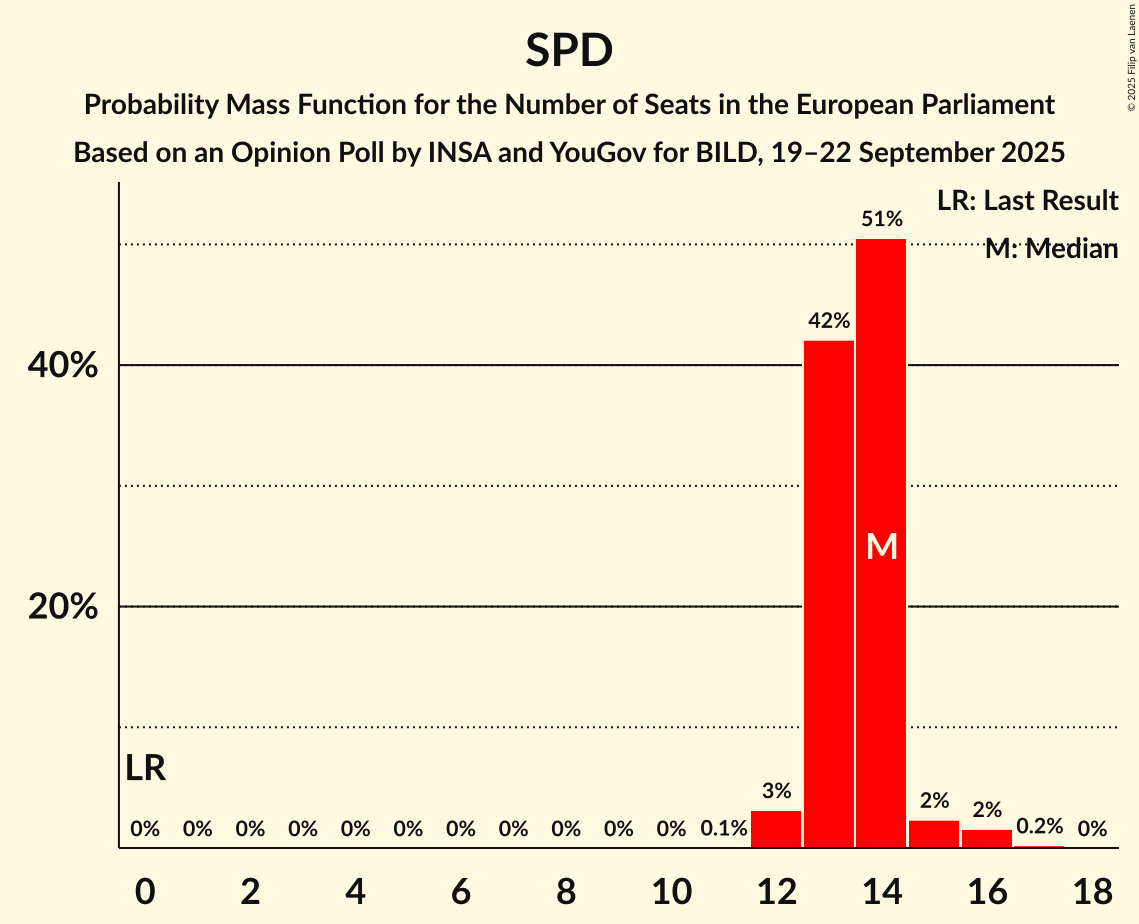 SPD
Probability Mass Function for the Number of Seats in the European Parliament
Based on an Opinion Poll by INSA and YouGov for BILD, 19–22 September 2025
© 2025 Filip van Laenen
LR: Last Result
M: Median
51%
42%
40%
M
20%
LR
3%
2%
2%
0% 0% 0% 0% 0% 0% 0% 0% 0% 0% 0% 0.1% 0.2% 0%
0 2 4 6 8 10 12 14 16 18